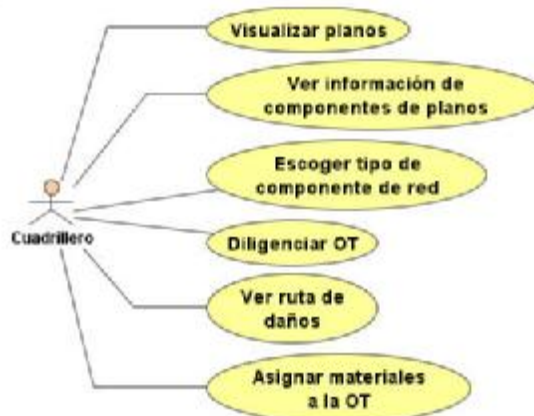 Visualizar planos
Ver información de
componentes de planos
Escoger tipo de
componente de red
Cuadrillero
Diligenciar OT
Ver ruta de
daños
Asignar materiales
a la OT